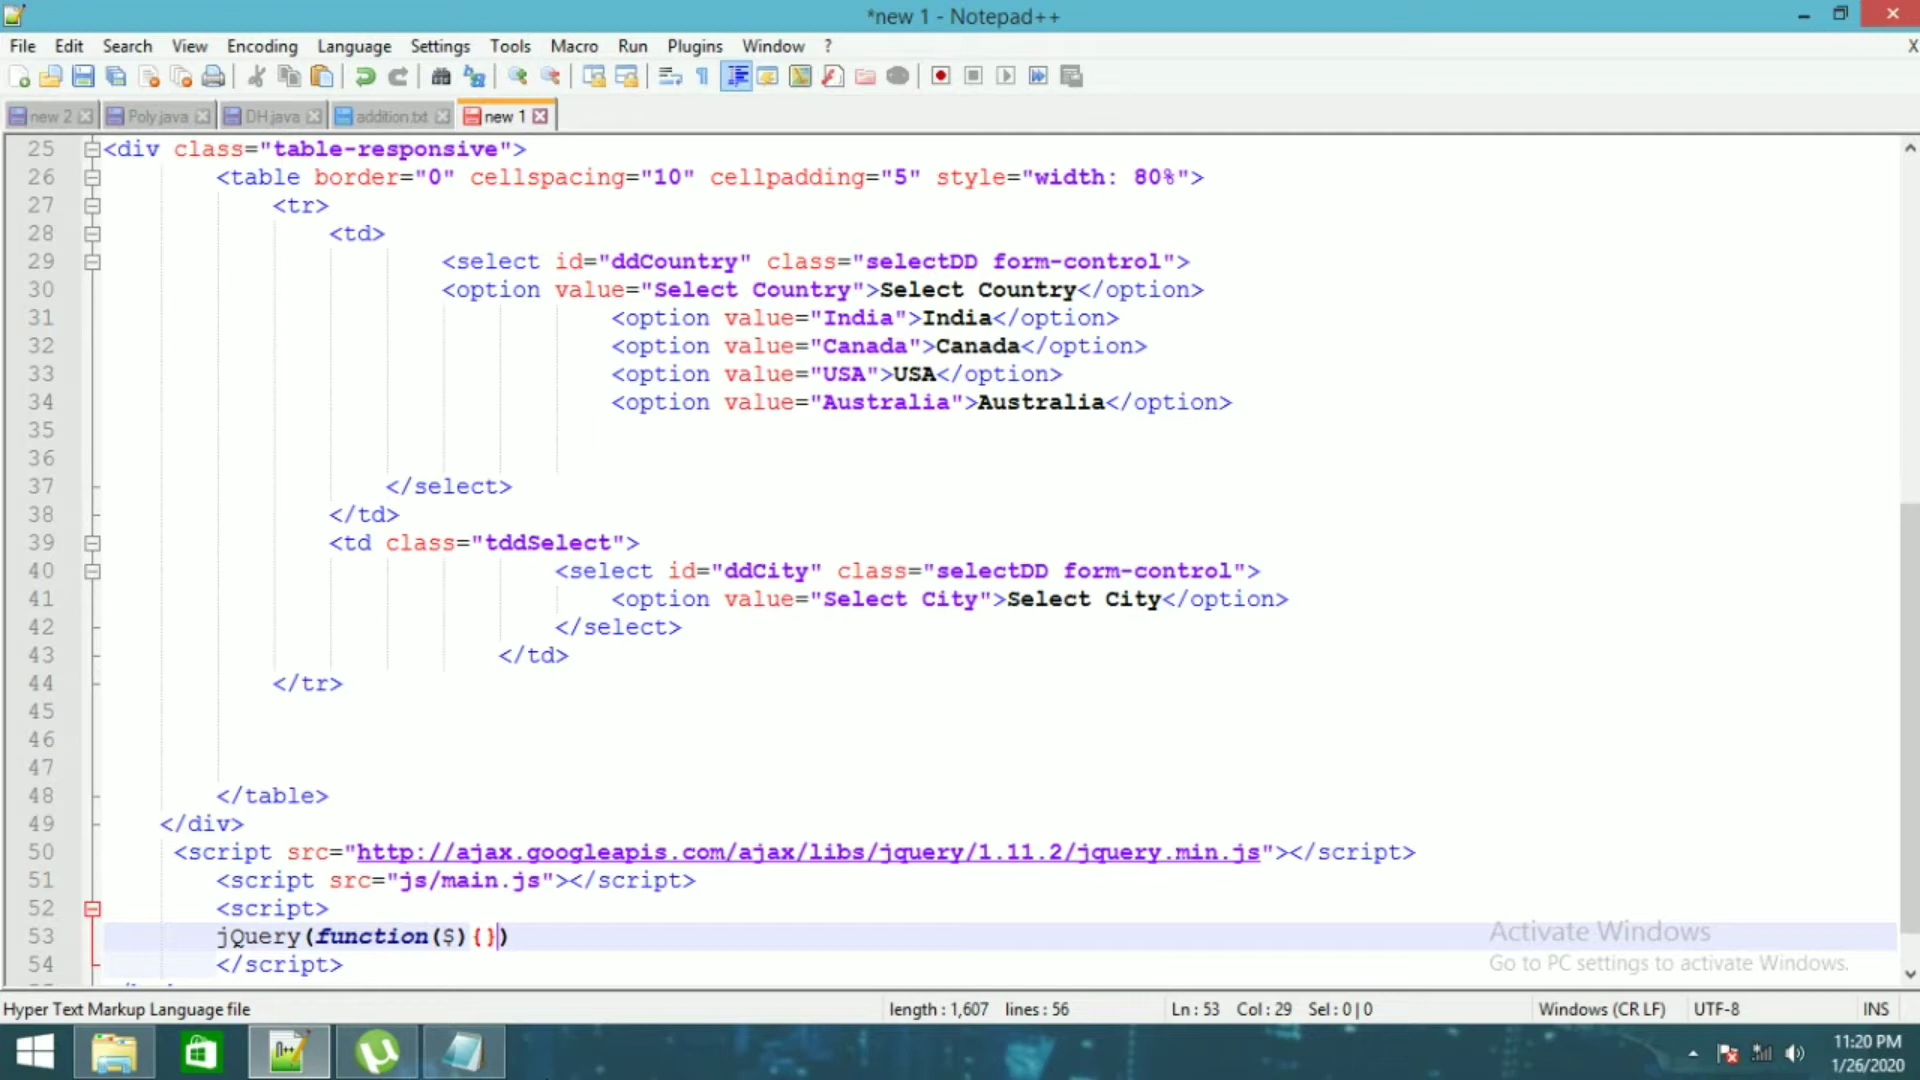 *new 1 - Notepad++
File Edit Search View Encoding Language Settings Tools Macro Run Plugins Window ? X
new 2 Poly.java DH.java addition.txt new 1
25 <div class="table-responsive">
26 <table border="0" cellspacing="10" cellpadding="5" style="width: 80%">
27 <tr>
28 <td>
29 <select id="ddCountry" class="selectDD form-control">
30 <option value="Select Country">Select Country</option>
31 <option value="India">India</option>
32 <option value="Canada">Canada</option>
33 <option value="USA">USA</option>
34 <option value="Australia">Australia</option>
35
36
37 </select>
38 </td>
39 <td class="tddSelect">
40 <select id="ddCity" class="selectDD form-control">
41 <option value="Select City">Select City</option>
42 </select>
43 </td>
44 </tr>
45
46
47
48 </table>
49 </div>
50 <script src="http://ajax.googleapis.com/ajax/libs/jquery/1.11.2/jquery.min.js"></script>
51 <script src="js/main.js"></script>
52 <script>
53 jQuery(function($){})
54 </script>
Activate Windows
Go to PC settings to activate Windows.
Hyper Text Markup Language file length : 1,607 lines : 56 Ln : 53 Col : 29 Sel : 0 | 0 Windows (CR LF) UTF-8 INS
11:20 PM
1/26/2020